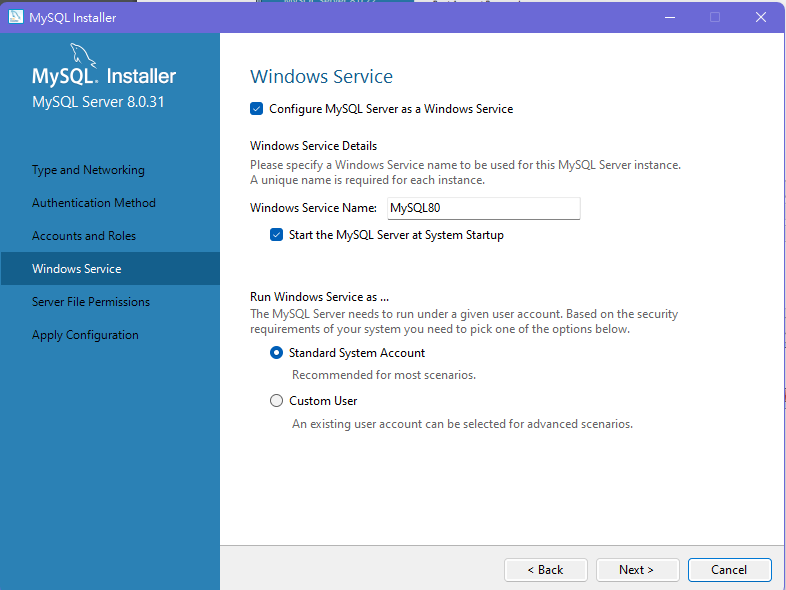 MySQL Installer
MySQL. Installer
MySQL Server 8.0.31
Type and Networking
Authentication Method
Accounts and Roles
Windows Service
Server File Permissions
Apply Configuration
Windows Service
Configure MySQL Server as a Windows Service
Windows Service Details
Please specify a Windows Service name to be used for this MySQL Server instance.
A unique name is required for each instance.
Windows Service Name: MySQL80
Start the MySQL Server at System Startup
Run Windows Service as ...
The MySQL Server needs to run under a given user account. Based on the security
requirements of your system you need to pick one of the options below.
Standard System Account
Recommended for most scenarios.
Custom User
An existing user account can be selected for advanced scenarios.
< Back Next > Cancel